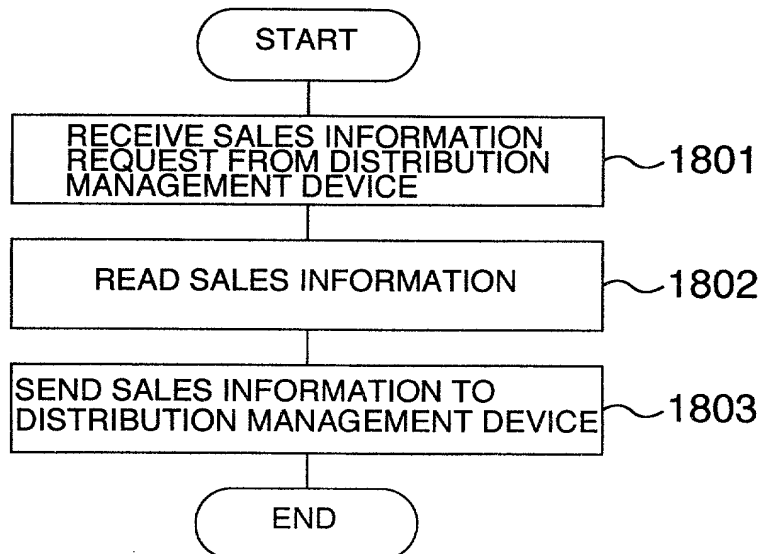 START
RECEIVE SALES INFORMATION
REQUEST FROM DISTRIBUTION
MANAGEMENT DEVICE
1801
READ SALES INFORMATION
1802
SEND SALES INFORMATION TO
DISTRIBUTION MANAGEMENT DEVICE
1803
END